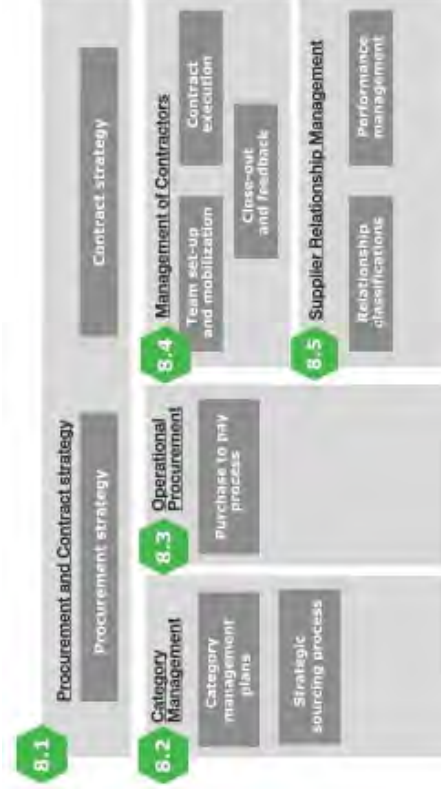 8.1
Procurement and Contract strategy
Procurement strategy
Contract strategy
8.2
Category
Management
Category
management
plans
Strategic
sourcing process
8.3
Operational
Procurement
Purchase to pay
process
8.4
Management of Contractors
Team set-up
and mobilization
Contract
execution
Close-out
and feedback
8.5
Supplier Relationship Management
Relationship
classifications
Performance
management